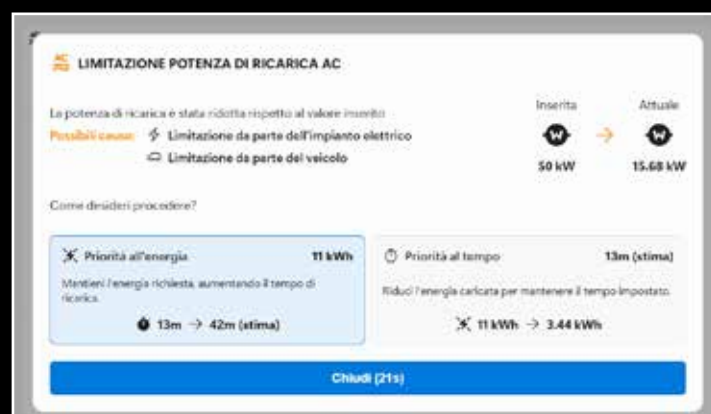 LIMITAZIONE POTENZA DI RICARICA AC
La potenza di ricarica è stata ridotta rispetto al valore inserito
Possibili cause: Limitazione da parte dell'impianto elettrico
Limitazione da parte del veicolo
Inserita
Attuale
50 kW
15.68 kW
Come desideri procedere?
Priorità all'energia 11 kWh
Mantieni l'energia richiesta, aumentando il tempo di
ricarica.
13m → 42m (stima)
Priorità al tempo 13m (stima)
Riduci l'energia caricata per mantenere il tempo impostato.
11 kWh → 3.44 kWh
Chiudi (21s)